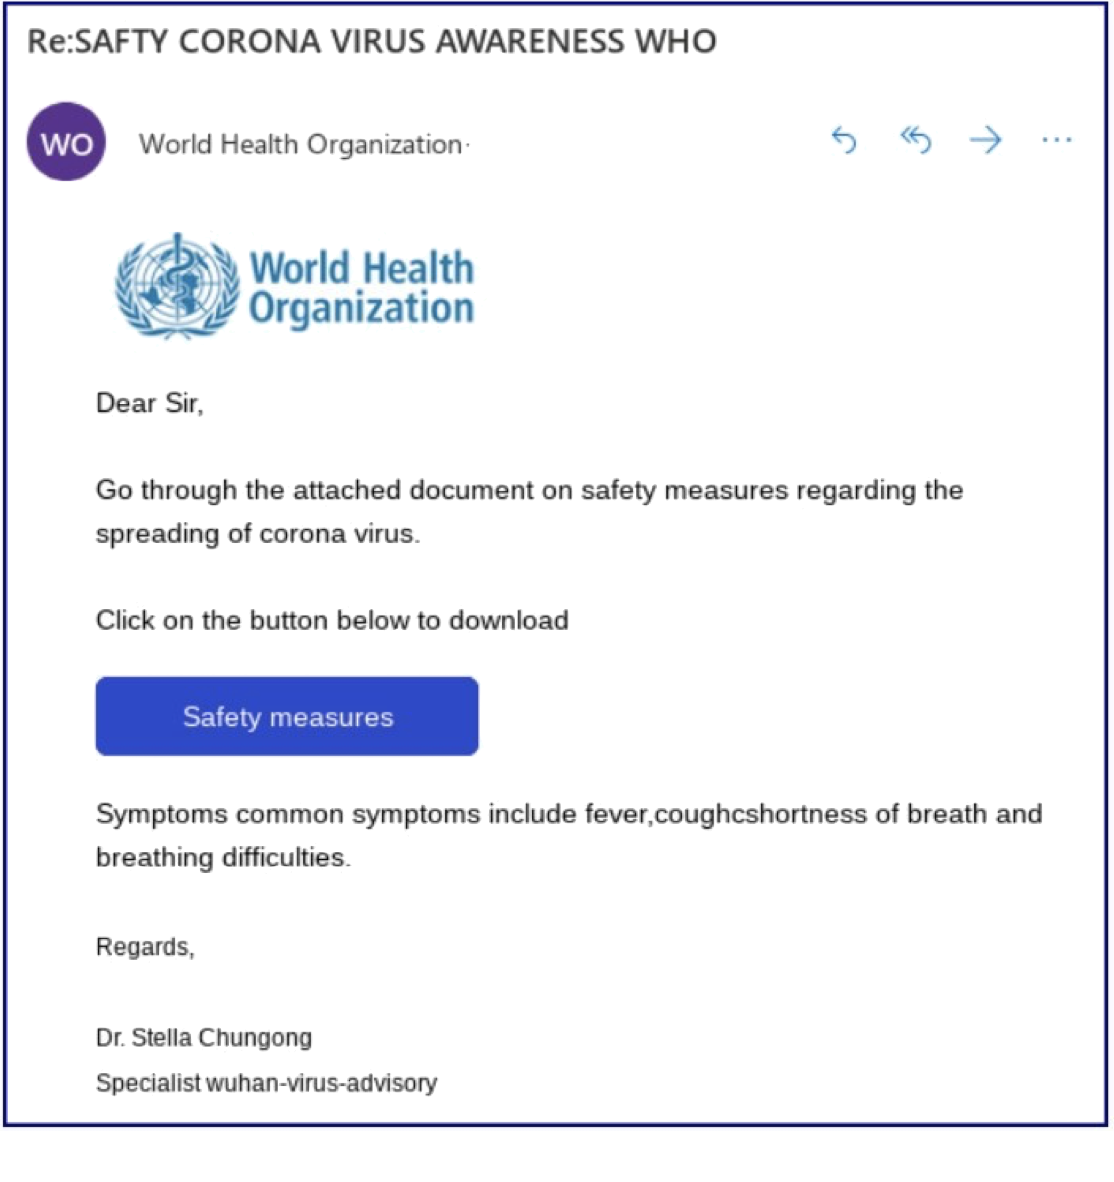 Re:SAFTY CORONA VIRUS AWARENESS WHO
WO
World Health Organization·
World Health
Organization
Dear Sir,
Go through the attached document on safety measures regarding the
spreading of corona virus.
Click on the button below to download
Safety measures
Symptoms common symptoms include fever,coughcshortness of breath and
breathing difficulties.
Regards,
Dr. Stella Chungong
Specialist wuhan-virus-advisory